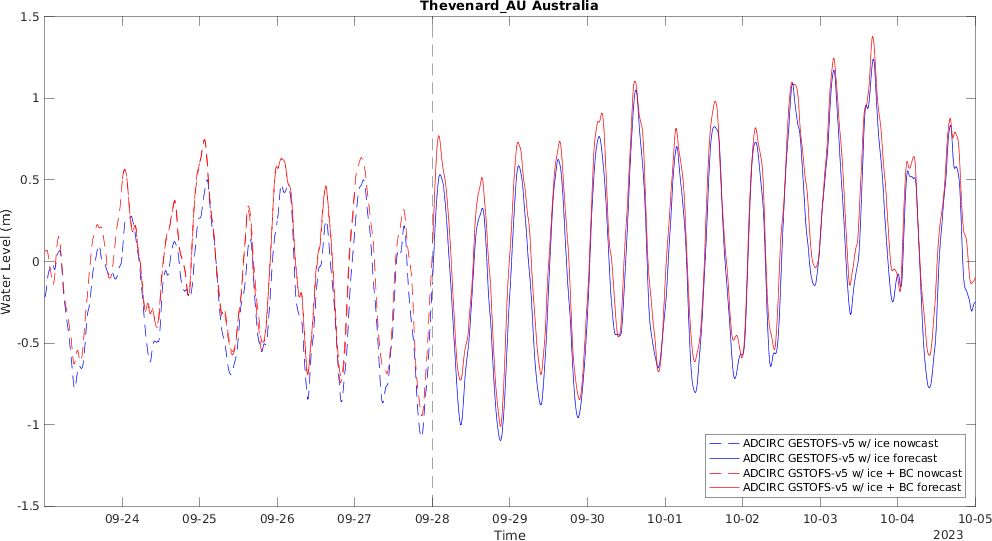 Thevenard_AU Australia
Water Level (m)
1.5
1
0.5
0
-0.5
-1
-1.5
09-24 09-25 09-26 09-27 09-28 09-29 09-30 10-01 10-02 10-03 10-04 10-05
Time
2023
ADCIRC GESTOFS-v5 w/ ice nowcast
ADCIRC GESTOFS-v5 w/ ice forecast
ADCIRC GSTOFS-v5 w/ ice + BC nowcast
ADCIRC GSTOFS-v5 w/ ice + BC forecast